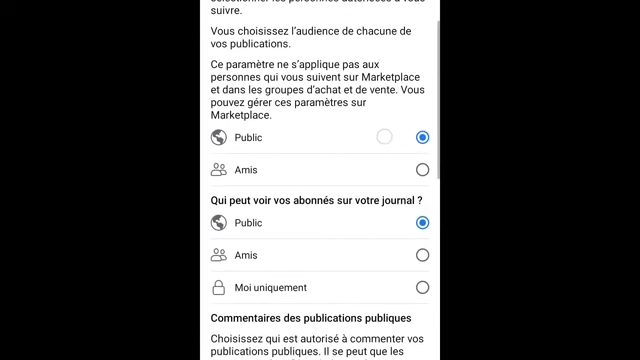 suivre.
Vous choisissez l'audience de chacune de
vos publications.
Ce paramètre ne s'applique pas aux
personnes qui vous suivent sur Marketplace
et dans les groupes d'achat et de vente. Vous
pouvez gérer ces paramètres sur
Marketplace.
Public
Amis
Qui peut voir vos abonnés sur votre journal ?
Public
Amis
Moi uniquement
Commentaires des publications publiques
Choisissez qui est autorisé à commenter vos
publications publiques. Il se peut que les